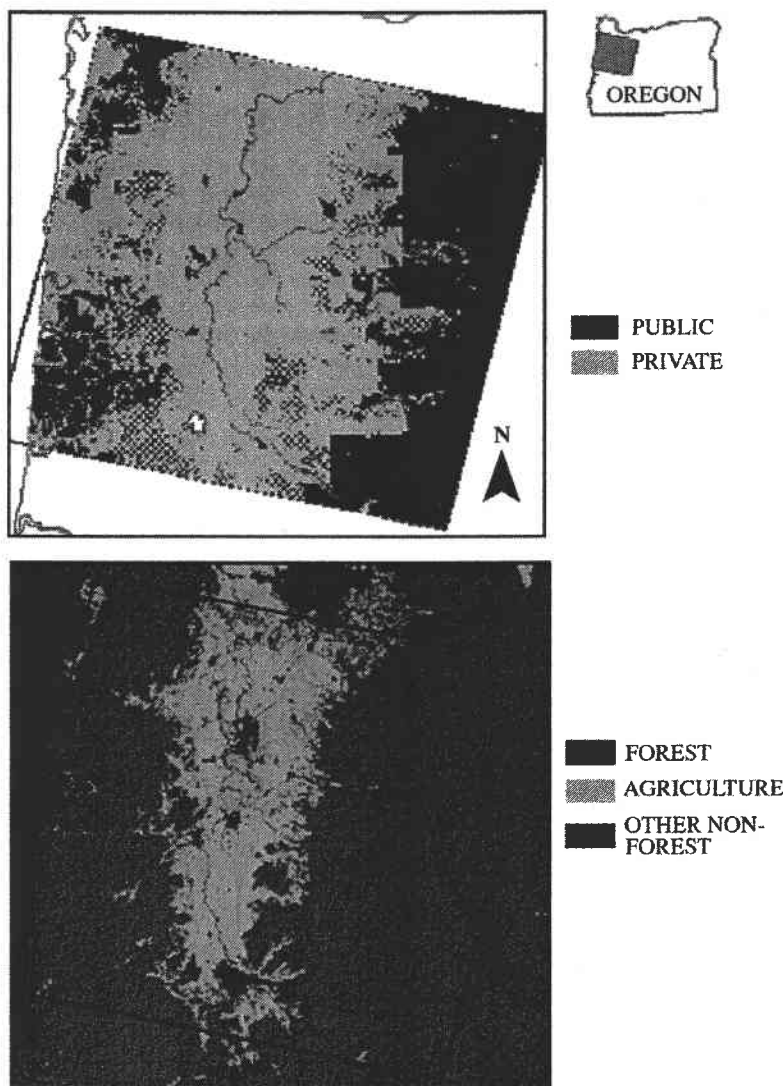 OREGON
PUBLIC
PRIVATE
N
FOREST
AGRICULTURE
OTHER NON-
FOREST